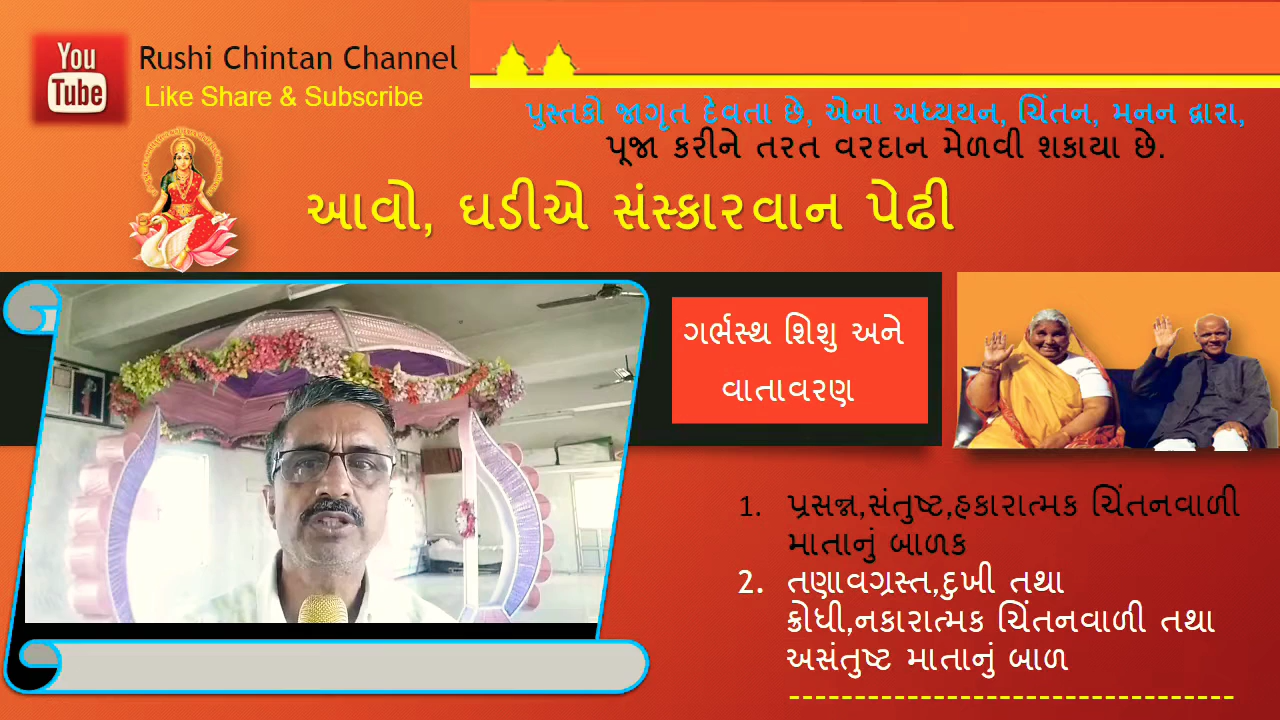 You
Tube
Rushi Chintan Channel
Like Share & Subscribe
પુસ્તકો જાગૃત દેવતા છે, એના અધ્યયન, ચિંતન, મનન દ્વારા,
પૂજા કરીને તરત વરદાન મેળવી શકાયા છે.
આવો, ઘડીએ સંસ્કારવાન પેઢી
ગર્ભસ્થ શિશુ અને
વાતાવરણ
1. પ્રસન્ન,સંતુષ્ટ,હકારાત્મક ચિંતનવાળી
માતાનું બાળક
2. તણાવગ્રસ્ત,દુખી તથા
ક્રોધી,નકારાત્મક ચિંતનવાળી તથા
અસંતુષ્ટ માતાનું બાળ
-----------------------------------